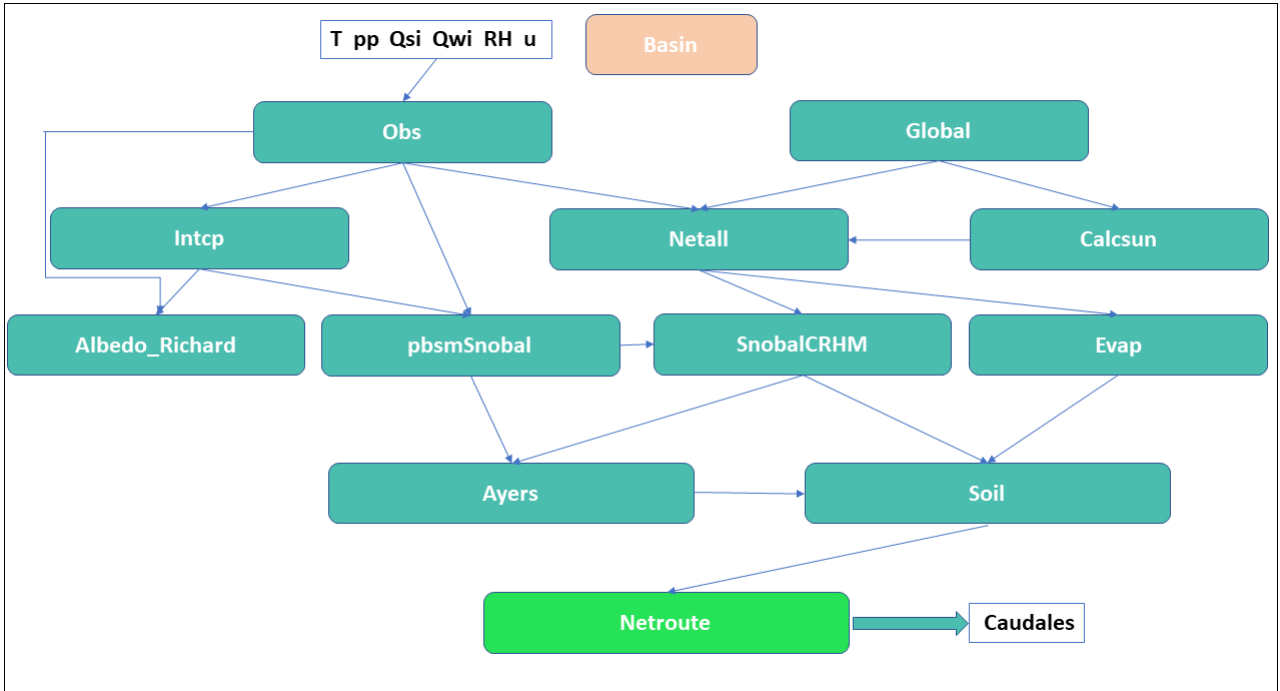 T pp Qsi Qwi RH u
Basin
Obs
Global
Intcp
Netall
Calcsun
Albedo_Richard
pbsmSnobal
SnobalCRHM
Evap
Ayers
Soil
Netroute
Caudales